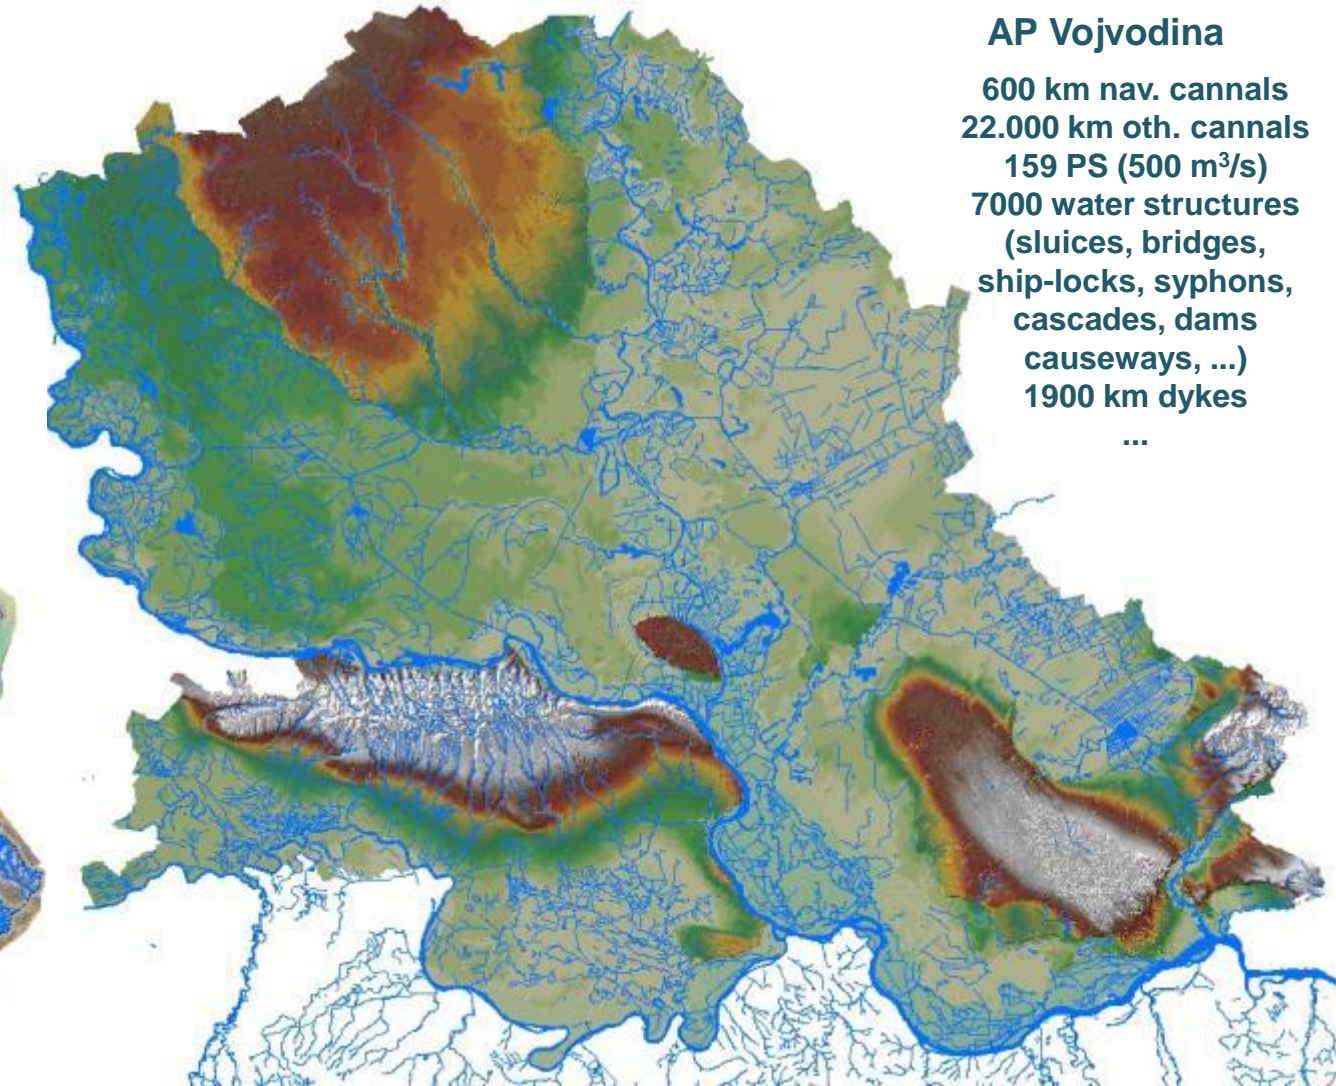 AP Vojvodina
600 km nav. cannals
22.000 km oth. cannals
159 PS (500 m³/s)
7000 water structures
(sluices, bridges,
ship-locks, syphons,
cascades, dams
causeways, ...)
1900 km dykes
...